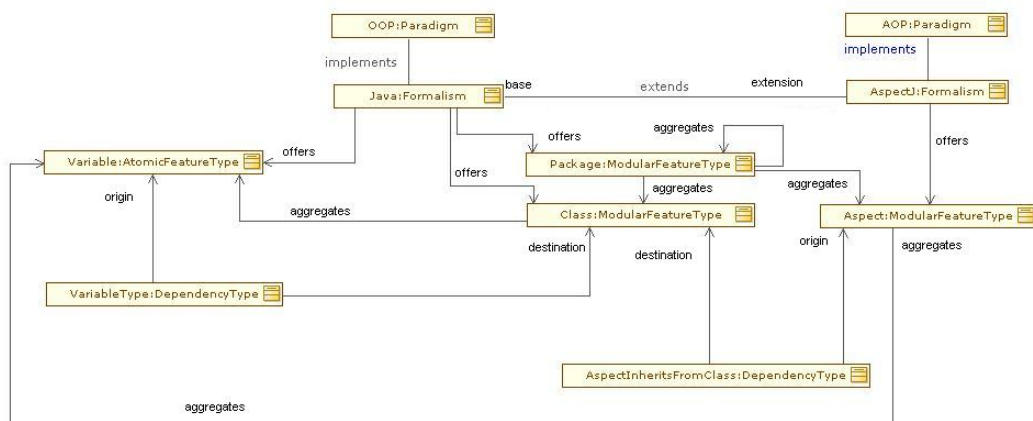 OOP:Paradigm
AOP:Paradigm
implements
implements
base
extends
extension
Java:Formalism
AspectJ:Formalism
offers
aggregates
offers
offers
Variable:AtomicFeatureType
Package:ModularFeatureType
offers
aggregates
aggregates
origin
aggregates
Class:ModularFeatureType
Aspect:ModularFeatureType
destination
destination
origin
aggregates
VariableType:DependencyType
AspectInheritsFromClass:DependencyType
aggregates